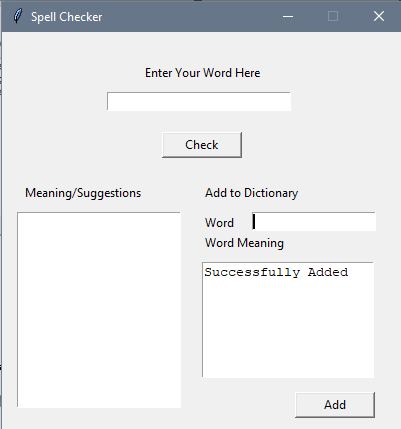 Spell Checker
Enter Your Word Here
Check
Meaning/Suggestions
Add to Dictionary
Word
Word Meaning
Successfully Added
Add